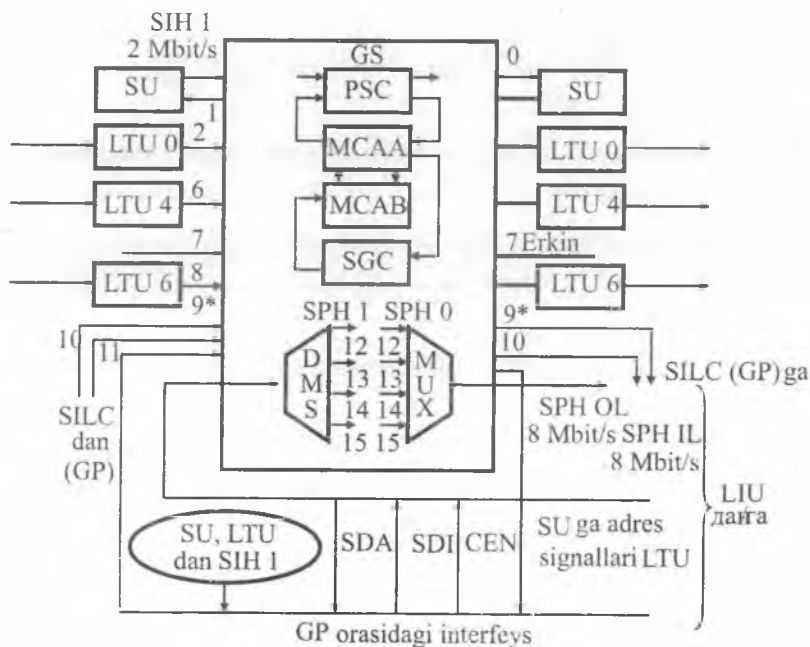 SIH 1
2 Mbit/s
GS
0
SU
PSC
SU
1
LTU 0
2
MCAA
LTU 0
LTU 4
6
MCAB
LTU 4
7
7 Erkin
SGC
LTU 6
8
LTU 6
9*
SPH 1
SPH 0
9*
10
11
10
DMS
12
12
MUX
13
13
14
14
15
15
SILC (GP) ga
SILC
dan
(GP)
SPH OL
8 Mbit/s SPH IL
8 Mbit/s
LIU
дан/га
SU, LTU
dan SIH 1
SDA
SDI
CEN
SU ga adres
signallari LTU
GP orasidagi interfeys